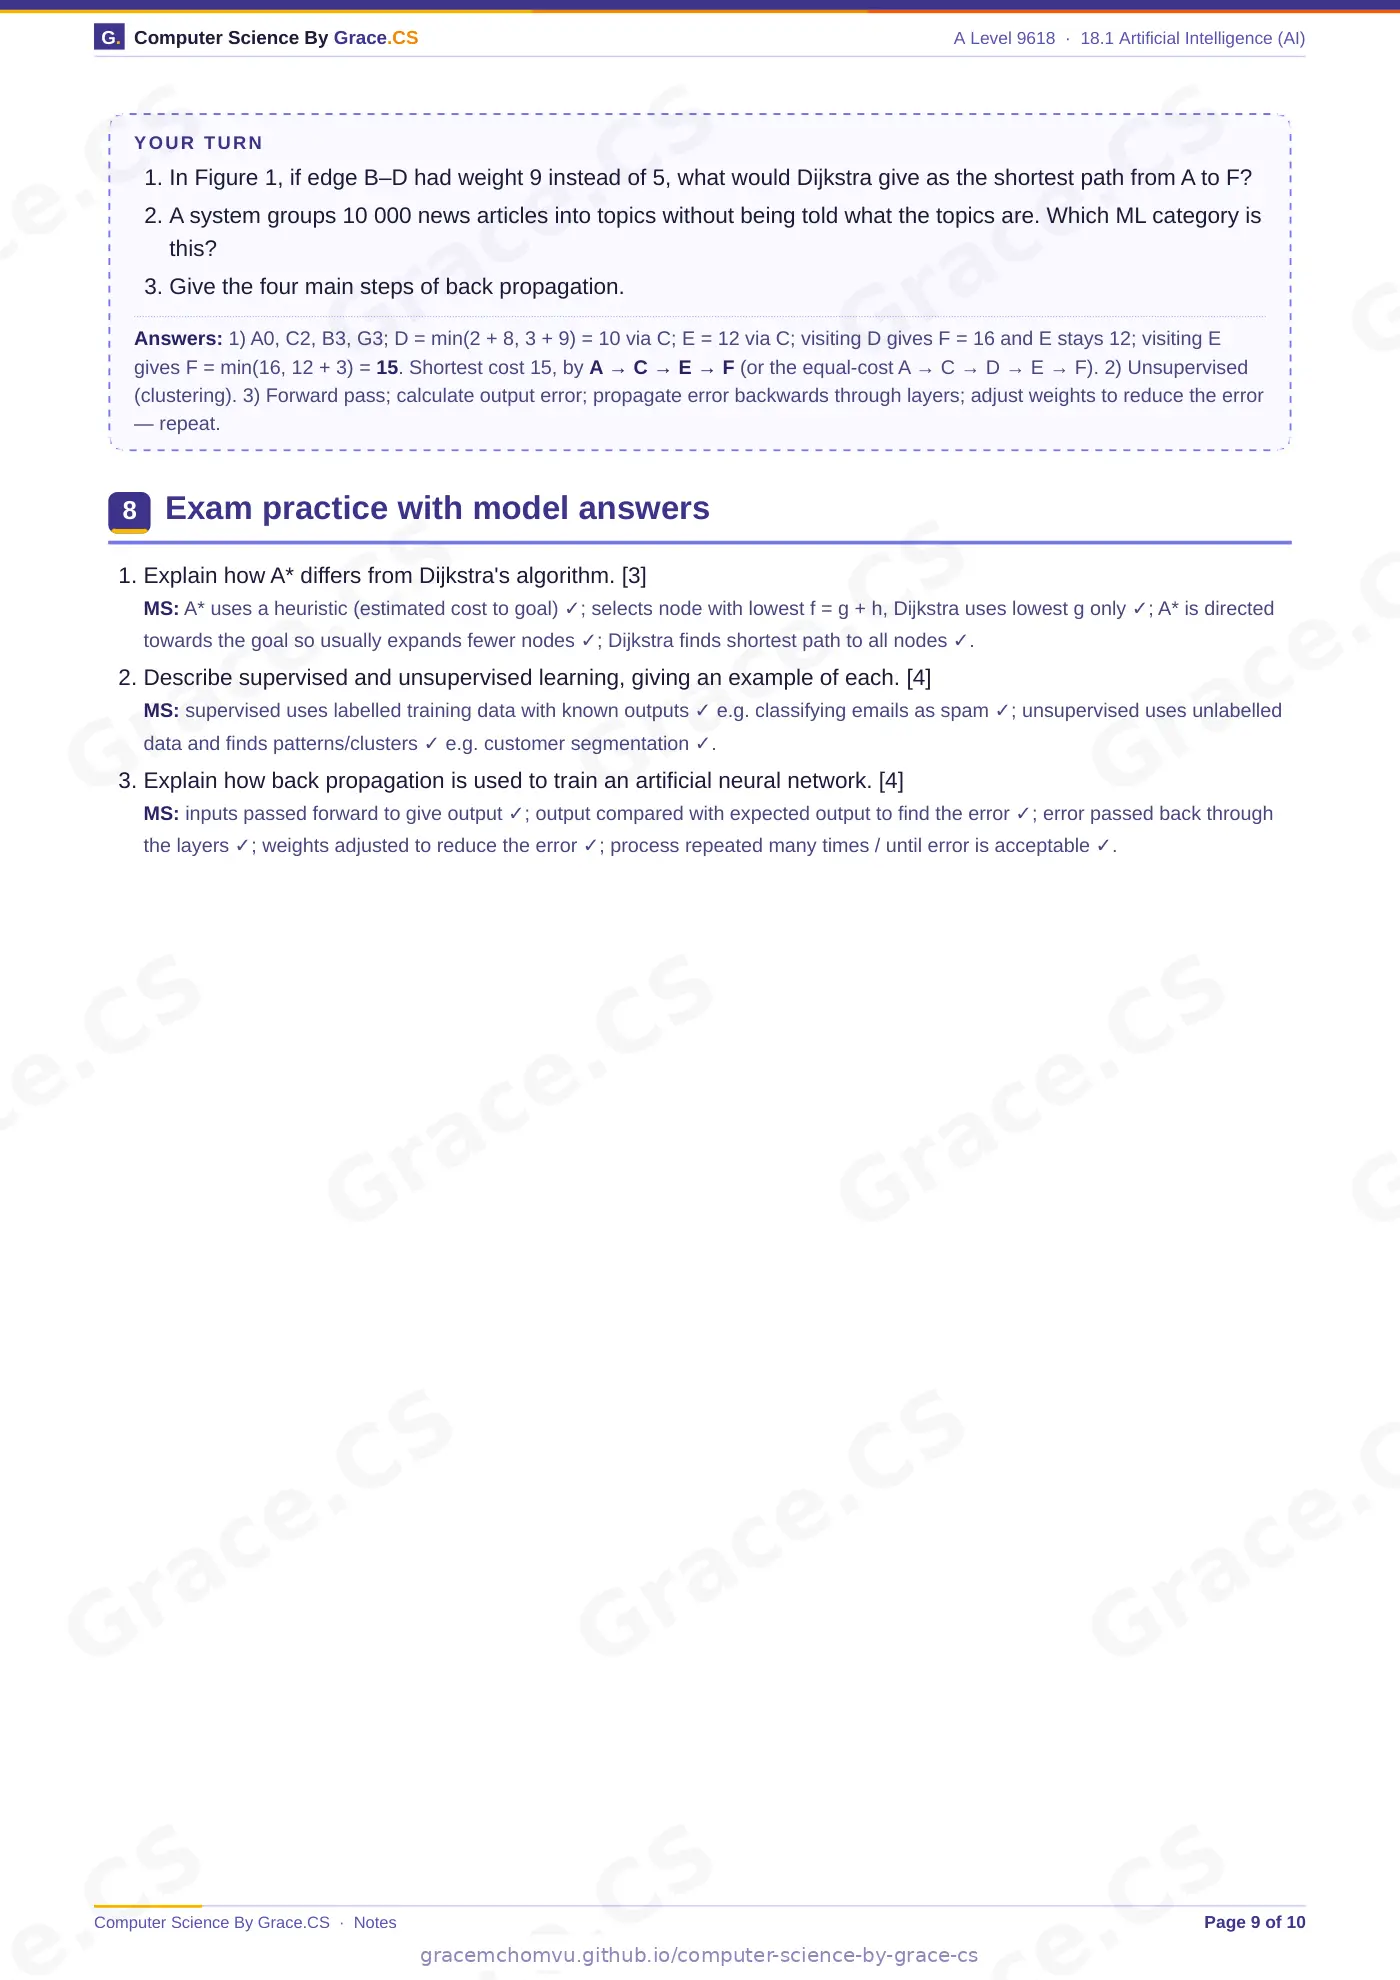 G. Computer Science By Grace.CS
A Level 9618 · 18.1 Artificial Intelligence (AI)
YOUR TURN
1. In Figure 1, if edge B–D had weight 9 instead of 5, what would Dijkstra give as the shortest path from A to F?
2. A system groups 10 000 news articles into topics without being told what the topics are. Which ML category is
this?
3. Give the four main steps of back propagation.
Answers: 1) A0, C2, B3, G3; D = min(2 + 8, 3 + 9) = 10 via C; E = 12 via C; visiting D gives F = 16 and E stays 12; visiting E
gives F = min(16, 12 + 3) = 15. Shortest cost 15, by A → C → E → F (or the equal-cost A → C → D → E → F). 2) Unsupervised
(clustering). 3) Forward pass; calculate output error; propagate error backwards through layers; adjust weights to reduce the error
— repeat.
8 Exam practice with model answers
1. Explain how A* differs from Dijkstra's algorithm. [3]
MS: A* uses a heuristic (estimated cost to goal) ✓; selects node with lowest f = g + h, Dijkstra uses lowest g only ✓; A* is directed
towards the goal so usually expands fewer nodes ✓; Dijkstra finds shortest path to all nodes ✓.
2. Describe supervised and unsupervised learning, giving an example of each. [4]
MS: supervised uses labelled training data with known outputs ✓ e.g. classifying emails as spam ✓; unsupervised uses unlabelled
data and finds patterns/clusters ✓ e.g. customer segmentation ✓.
3. Explain how back propagation is used to train an artificial neural network. [4]
MS: inputs passed forward to give output ✓; output compared with expected output to find the error ✓; error passed back through
the layers ✓; weights adjusted to reduce the error ✓; process repeated many times / until error is acceptable ✓.
Computer Science By Grace.CS · Notes
Page 9 of 10
gracemchomvu.github.io/computer-science-by-grace-cs